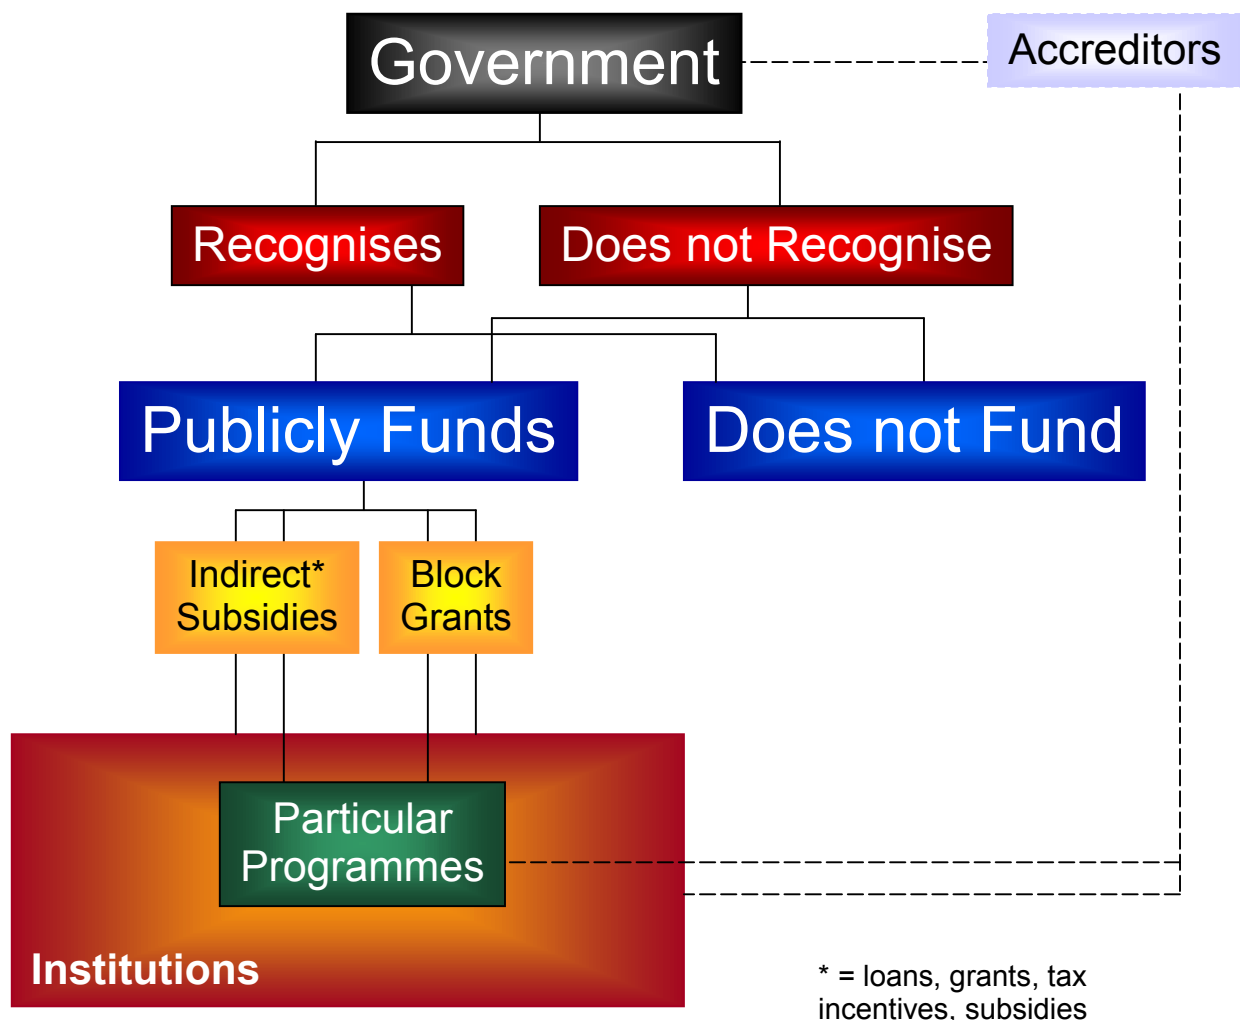 Government
Accreditors
Recognises
Does not Recognise
Publicly Funds
Does not Fund
Indirect*
Subsidies
Block
Grants
Particular
Programmes
Institutions
* = loans, grants, tax
incentives, subsidies